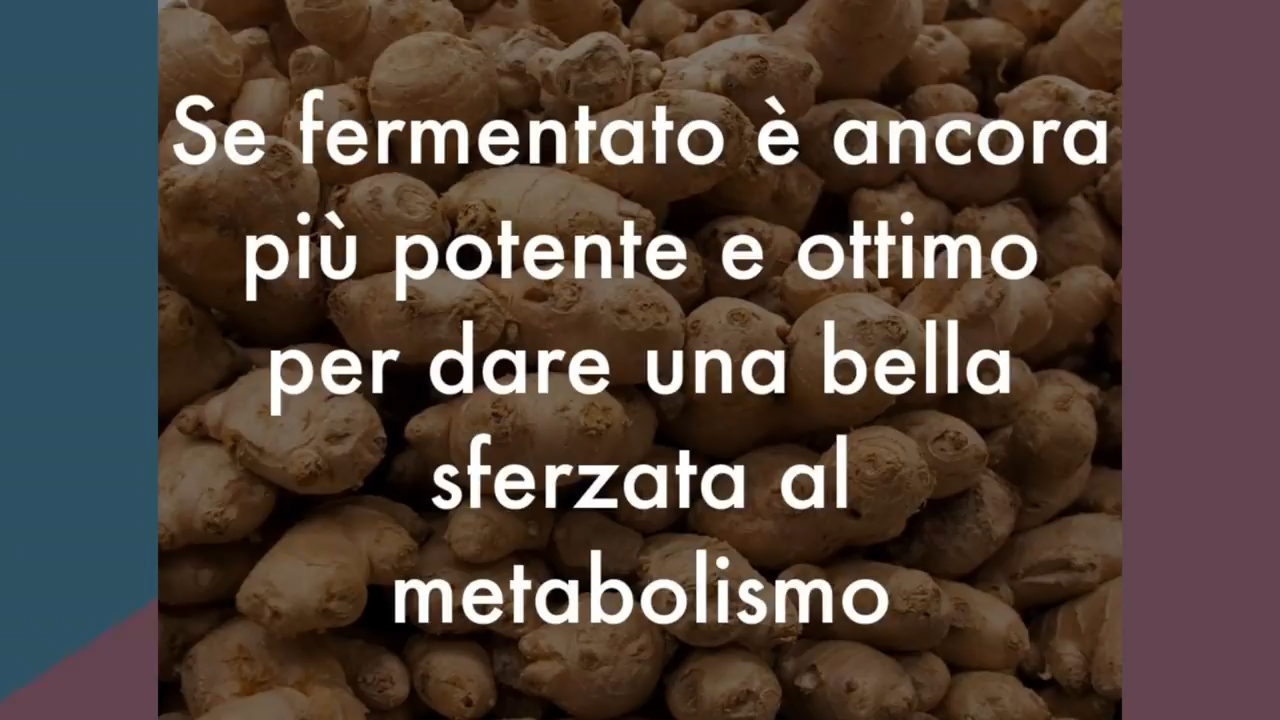 Se fermentato è ancora
più potente e ottimo
per dare una bella
sferzata al
metabolismo